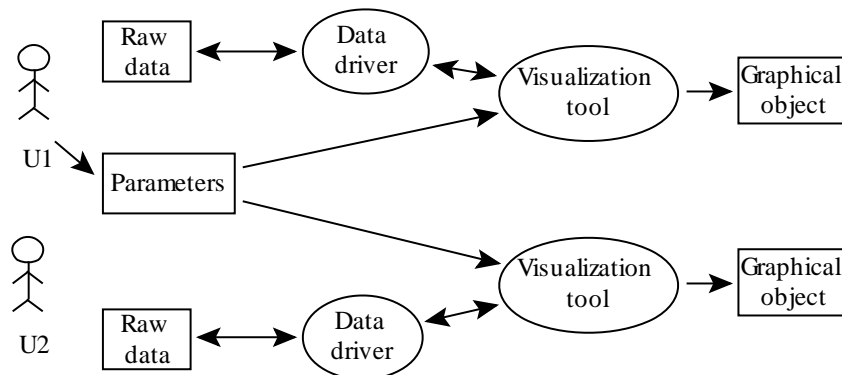 Raw
data
Data
driver
Visualization
tool
Graphical
object
U1
Parameters
Visualization
tool
Graphical
object
U2
Raw
data
Data
driver